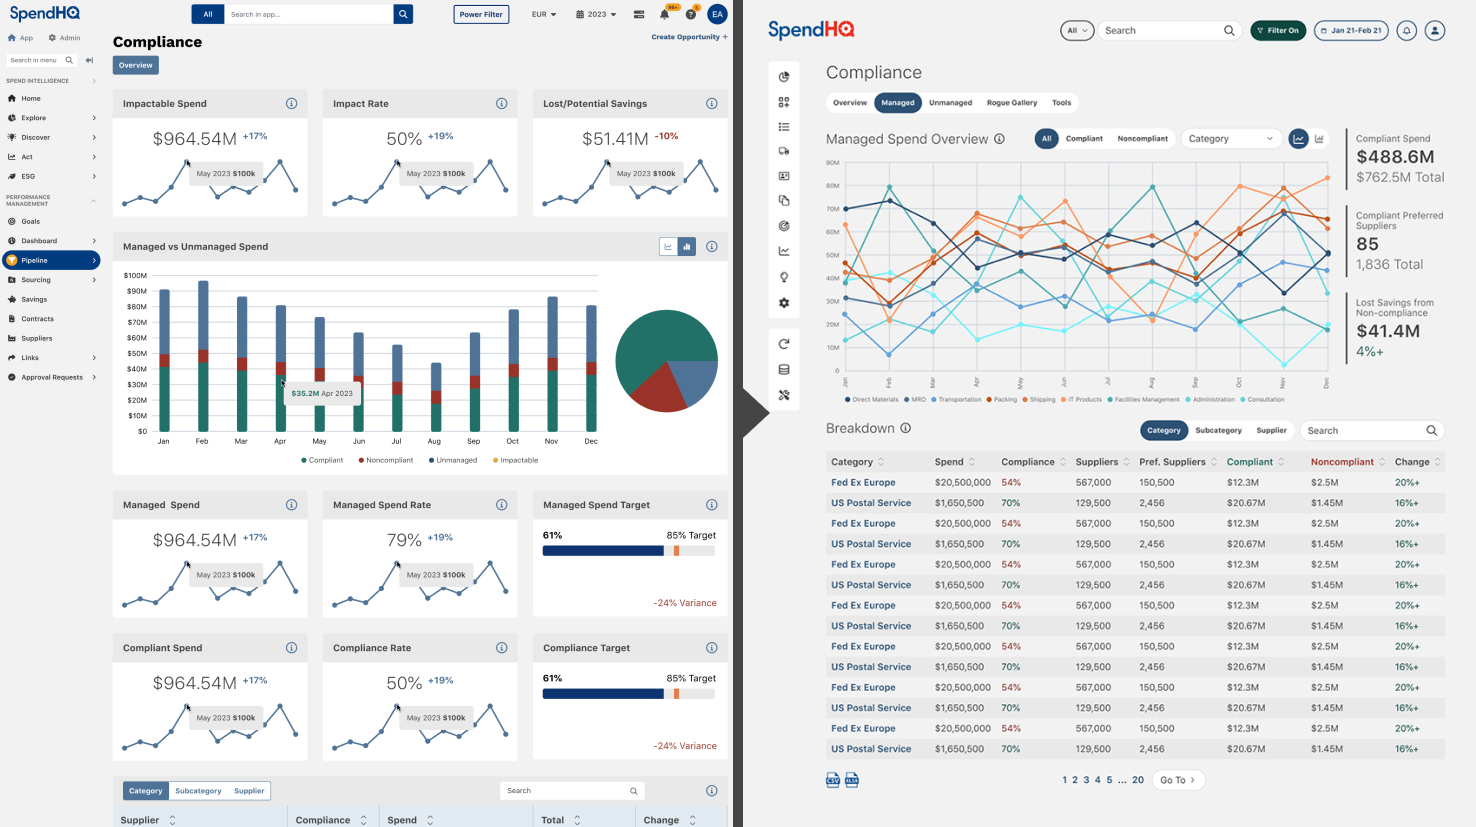 SpendHQ
All
Search in app...
Power Filter
EUR
2023
99+
?
6
EA
App
Admin
Search in menu
SPEND INTELLIGENCE
Home
Explore
Discover
Act
ESG
PERFORMANCE
MANAGEMENT
Goals
Dashboard
Pipeline
Sourcing
Savings
Contracts
Suppliers
Links
Approval Requests
Compliance
Create Opportunity +
Overview
Impactable Spend
$964.54M +17%
May 2023 $100k
Impact Rate
50% +19%
May 2023 $100k
Lost/Potential Savings
$51.41M -10%
May 2023 $100k
Managed vs Unmanaged Spend
$100M
$90M
$80M
$70M
$60M
$50M
$40M
$30M
$20M
$10M
$0
$35.2M Apr 2023
Jan Feb Mar Apr May Jun Jul Aug Sep Oct Nov Dec
Compliant Noncompliant Unmanaged Impactable
Managed Spend
$964.54M +17%
May 2023 $100k
Managed Spend Rate
79% +19%
May 2023 $100k
Managed Spend Target
61% 85% Target
-24% Variance
Compliant Spend
$964.54M +17%
May 2023 $100k
Compliance Rate
50% +19%
May 2023 $100k
Compliance Target
61% 85% Target
-24% Variance
Category Subcategory Supplier
Search
Supplier Compliance Spend Total Change
SpendHQ
All
Search
Filter On
Jan 21-Feb 21
Compliance
Overview Managed Unmanaged Rogue Gallery Tools
Managed Spend Overview
All Compliant Noncompliant
Category
90M
80M
70M
60M
50M
40M
30M
20M
10M
0
Jan Feb Mar Apr May Jun Jul Aug Sep Oct Nov Dec
Direct Materials MRO Transportation Packing Shipping IT Products Facilities Management Administration Consultation
Compliant Spend
$488.6M
$762.5M Total
Compliant Preferred
Suppliers
85
1,836 Total
Lost Savings from
Non-compliance
$41.4M
4%+
Breakdown
Category Subcategory Supplier
Search
Category Spend Compliance Suppliers Pref. Suppliers Compliant Noncompliant Change
Fed Ex Europe $20,500,000 54% 567,000 150,500 $12.3M $2.5M 20%+
US Postal Service $1,650,500 70% 129,500 2,456 $20.67M $1.45M 16%+
Fed Ex Europe $20,500,000 54% 567,000 150,500 $12.3M $2.5M 20%+
US Postal Service $1,650,500 70% 129,500 2,456 $20.67M $1.45M 16%+
Fed Ex Europe $20,500,000 54% 567,000 150,500 $12.3M $2.5M 20%+
US Postal Service $1,650,500 70% 129,500 2,456 $20.67M $1.45M 16%+
Fed Ex Europe $20,500,000 54% 567,000 150,500 $12.3M $2.5M 20%+
US Postal Service $1,650,500 70% 129,500 2,456 $20.67M $1.45M 16%+
Fed Ex Europe $20,500,000 54% 567,000 150,500 $12.3M $2.5M 20%+
US Postal Service $1,650,500 70% 129,500 2,456 $20.67M $1.45M 16%+
Fed Ex Europe $20,500,000 54% 567,000 150,500 $12.3M $2.5M 20%+
US Postal Service $1,650,500 70% 129,500 2,456 $20.67M $1.45M 16%+
Fed Ex Europe $20,500,000 54% 567,000 150,500 $12.3M $2.5M 20%+
US Postal Service $1,650,500 70% 129,500 2,456 $20.67M $1.45M 16%+
CSV XLSX
1 2 3 4 5 ... 20
Go To